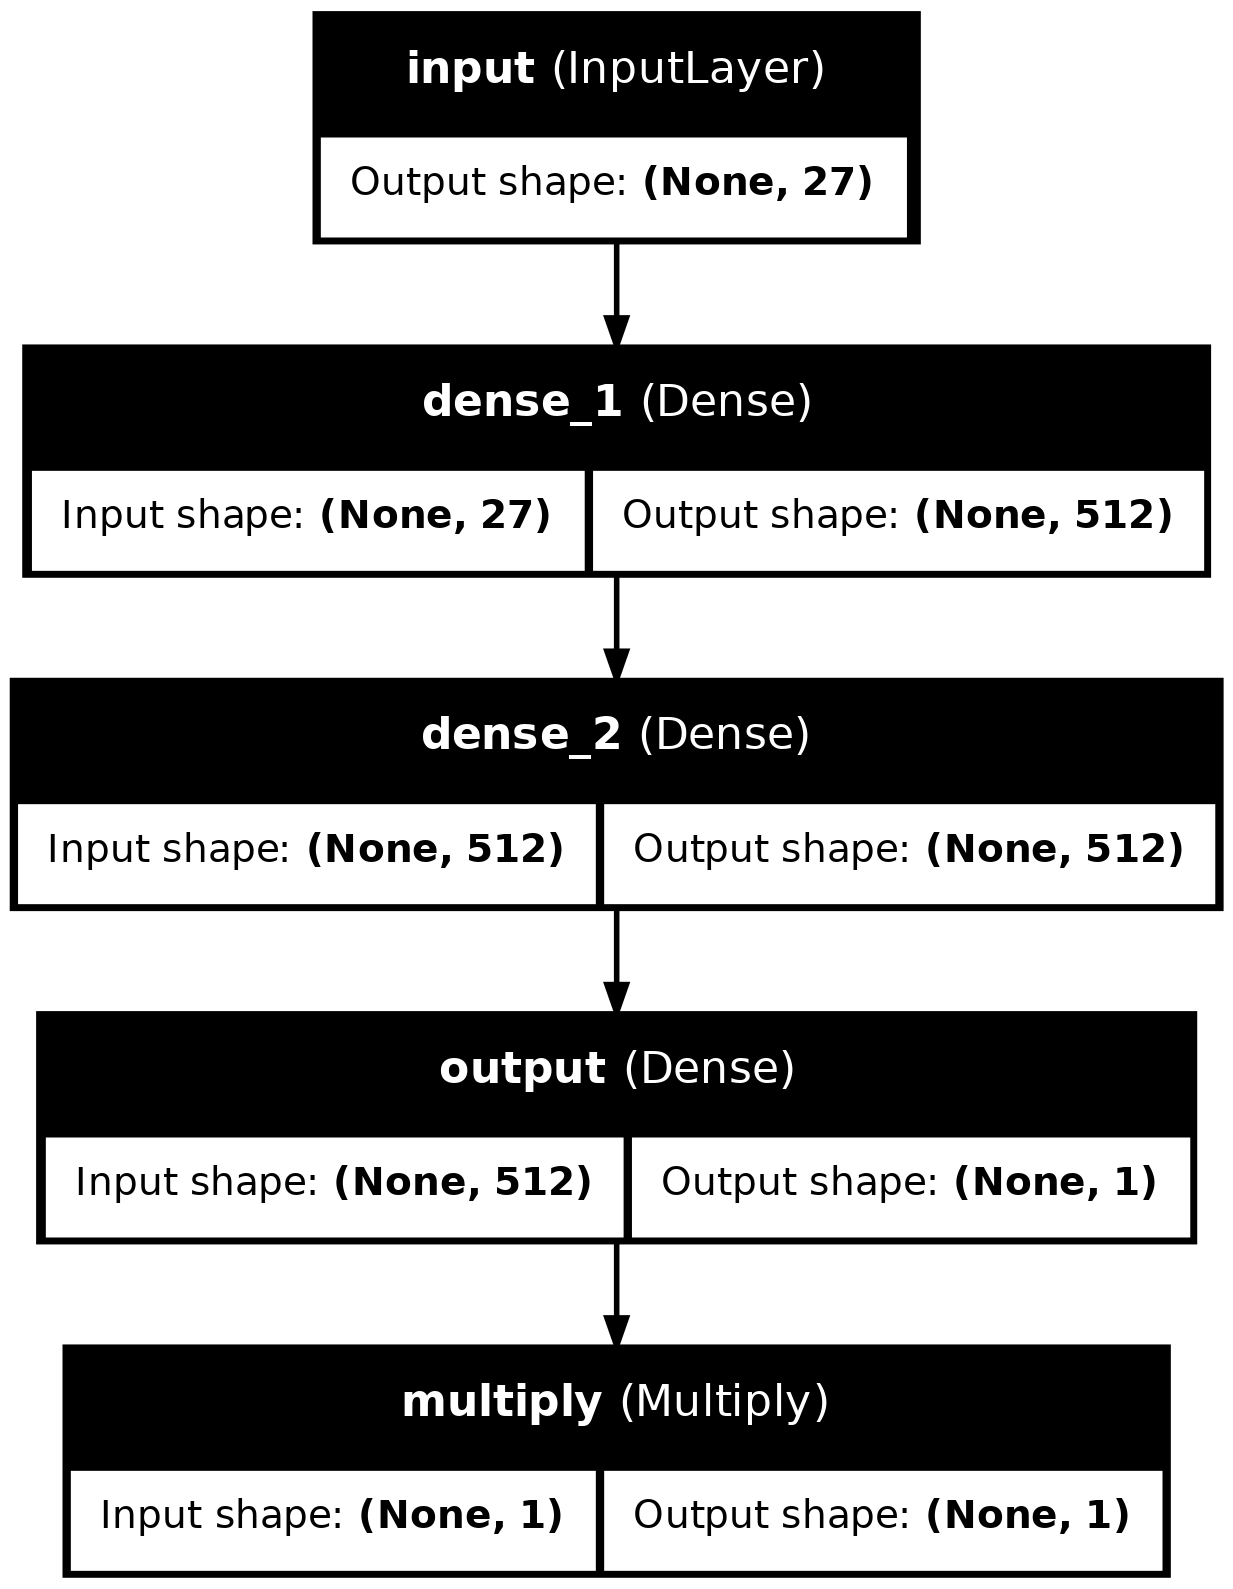 input (InputLayer)
Output shape: (None, 27)
dense_1 (Dense)
Input shape: (None, 27) Output shape: (None, 512)
dense_2 (Dense)
Input shape: (None, 512) Output shape: (None, 512)
output (Dense)
Input shape: (None, 512) Output shape: (None, 1)
multiply (Multiply)
Input shape: (None, 1) Output shape: (None, 1)